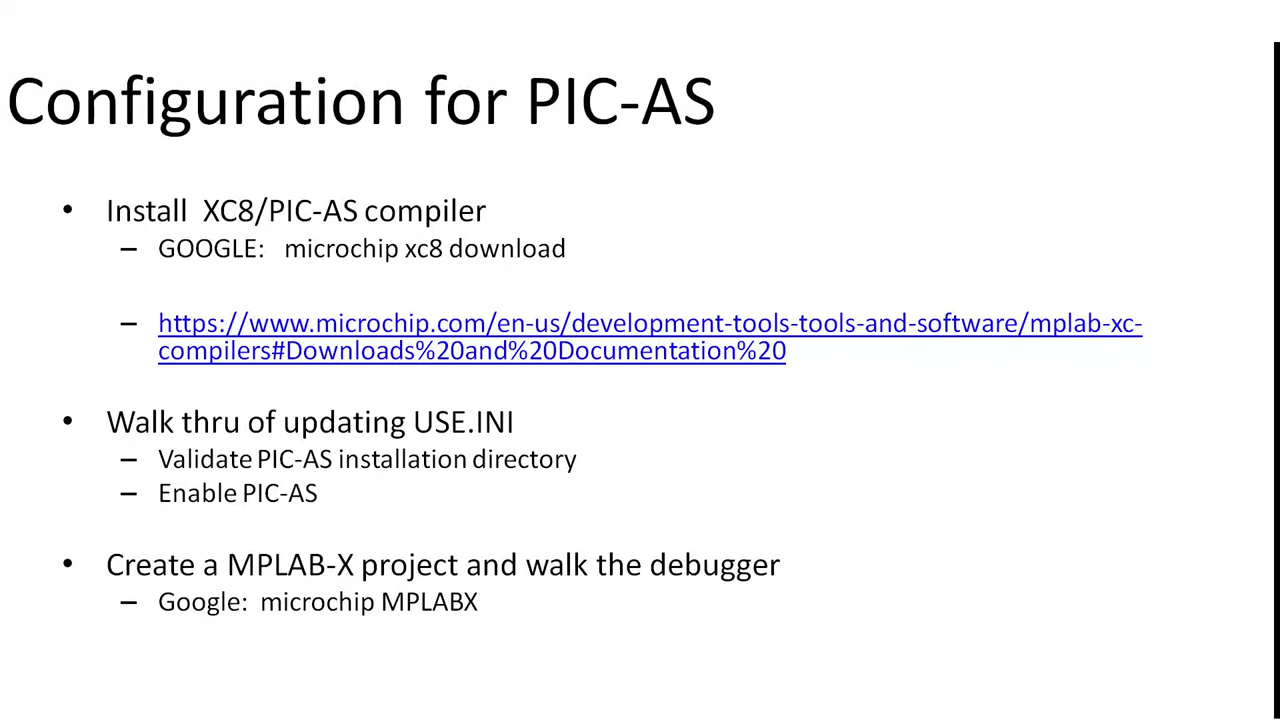 Configuration for PIC-AS
• Install  XC8/PIC-AS compiler
– GOOGLE:   microchip xc8 download
– https://www.microchip.com/en-us/development-tools-tools-and-software/mplab-xc-
compilers#Downloads%20and%20Documentation%20
• Walk thru of updating USE.INI
– Validate PIC-AS installation directory
– Enable PIC-AS
• Create a MPLAB-X project and walk the debugger
– Google:  microchip MPLABX